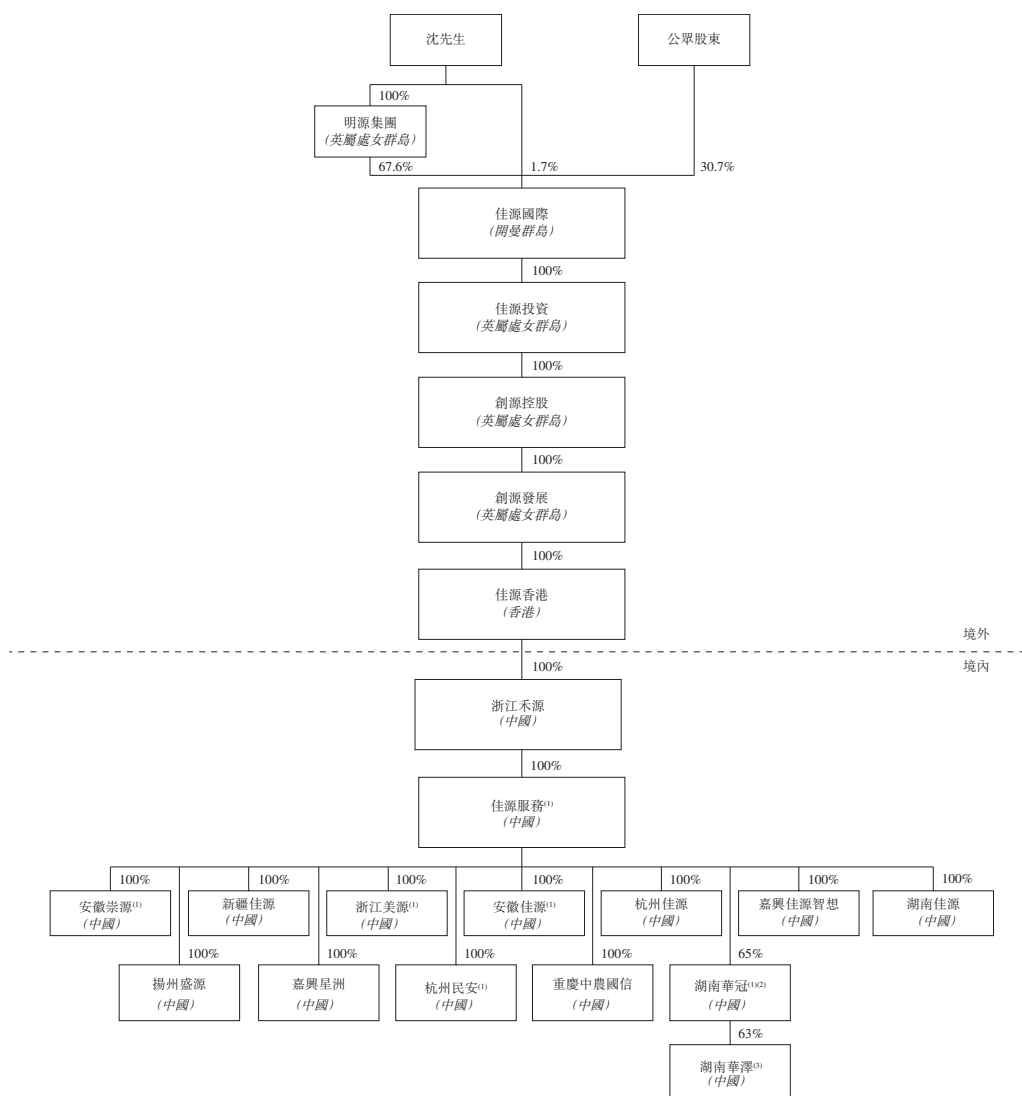 沈先生
公眾股東
100%
明源集團
(英屬處女群島)
67.6%
1.7%
30.7%
佳源國際
(開曼群島)
100%
佳源投資
(英屬處女群島)
100%
創源控股
(英屬處女群島)
100%
創源發展
(英屬處女群島)
100%
佳源香港
(香港)
境外
境內
100%
浙江禾源
(中國)
100%
佳源服務(1)
(中國)
100%
100%
100%
100%
100%
100%
100%
安徽崇源(1)
(中國)
新疆佳源
(中國)
浙江美源(1)
(中國)
安徽佳源(1)
(中國)
杭州佳源
(中國)
嘉興佳源智想
(中國)
湖南佳源
(中國)
100%
100%
100%
100%
65%
揚州盛源
(中國)
嘉興星洲
(中國)
杭州民安(1)
(中國)
重慶中農國信
(中國)
湖南華冠(1)(2)
(中國)
63%
湖南華澤(3)
(中國)